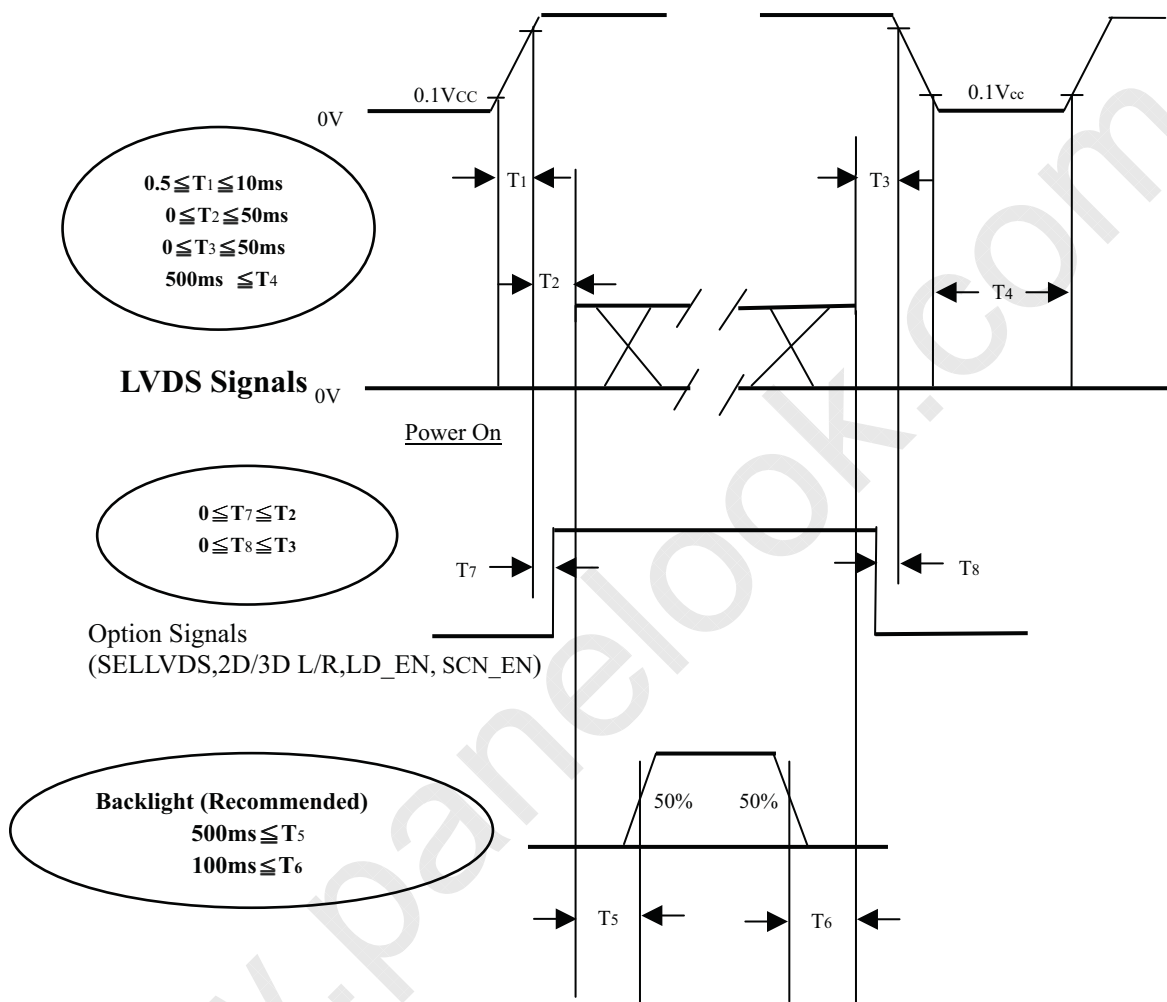 0.1VCC
0.1Vcc
0V
0.5≦T1≦10ms
0≦T2≦50ms
0≦T3≦50ms
500ms ≦T4
T1
T3
T2
T4
LVDS Signals 0V
Power On
0≦T7≦T2
0≦T8≦T3
T7
T8
Option Signals
(SELLVDS,2D/3D L/R,LD_EN, SCN_EN)
Backlight (Recommended)
500ms≦T5
100ms≦T6
50%
50%
T5
T6
.panelook.com